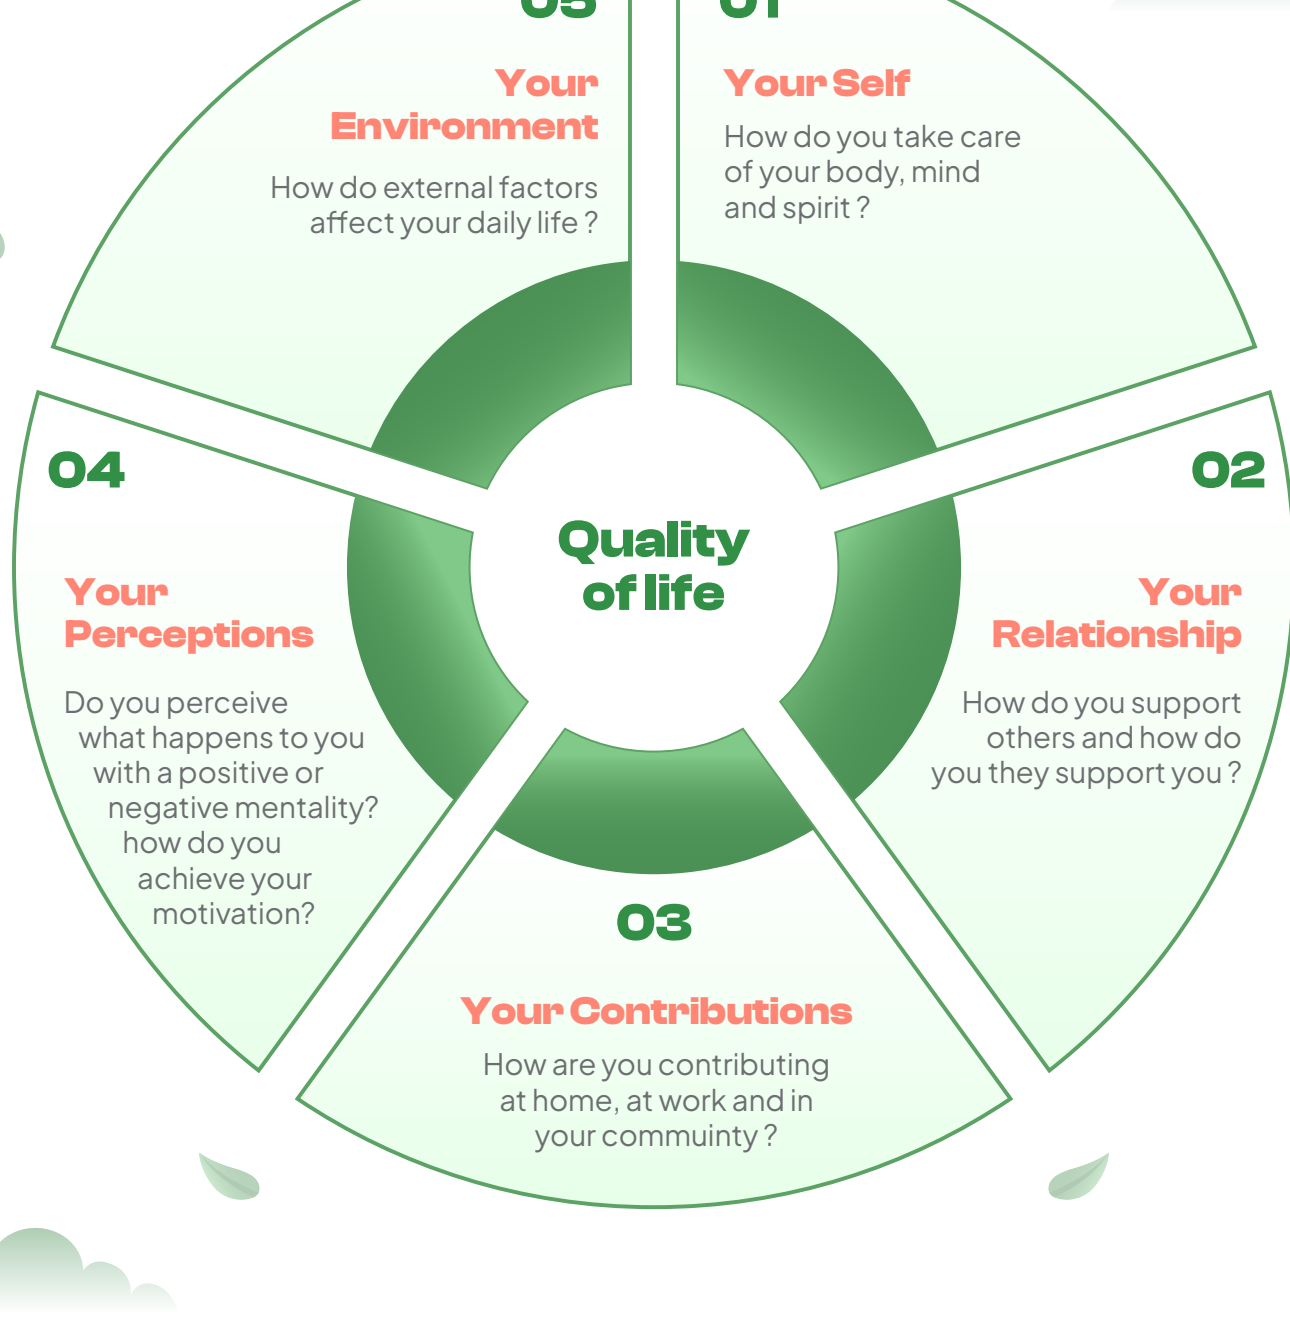 01
Your Self
How do you take care
of your body, mind
and spirit ?
02
Your
Relationship
How do you support
others and how do
you they support you ?
03
Your Contributions
How are you contributing
at home, at work and in
your commuinty ?
04
Your
Perceptions
Do you perceive
what happens to you
with a positive or
negative mentality?
how do you
achieve your
motivation?
05
Your
Environment
How do external factors
affect your daily life ?
Quality
of life